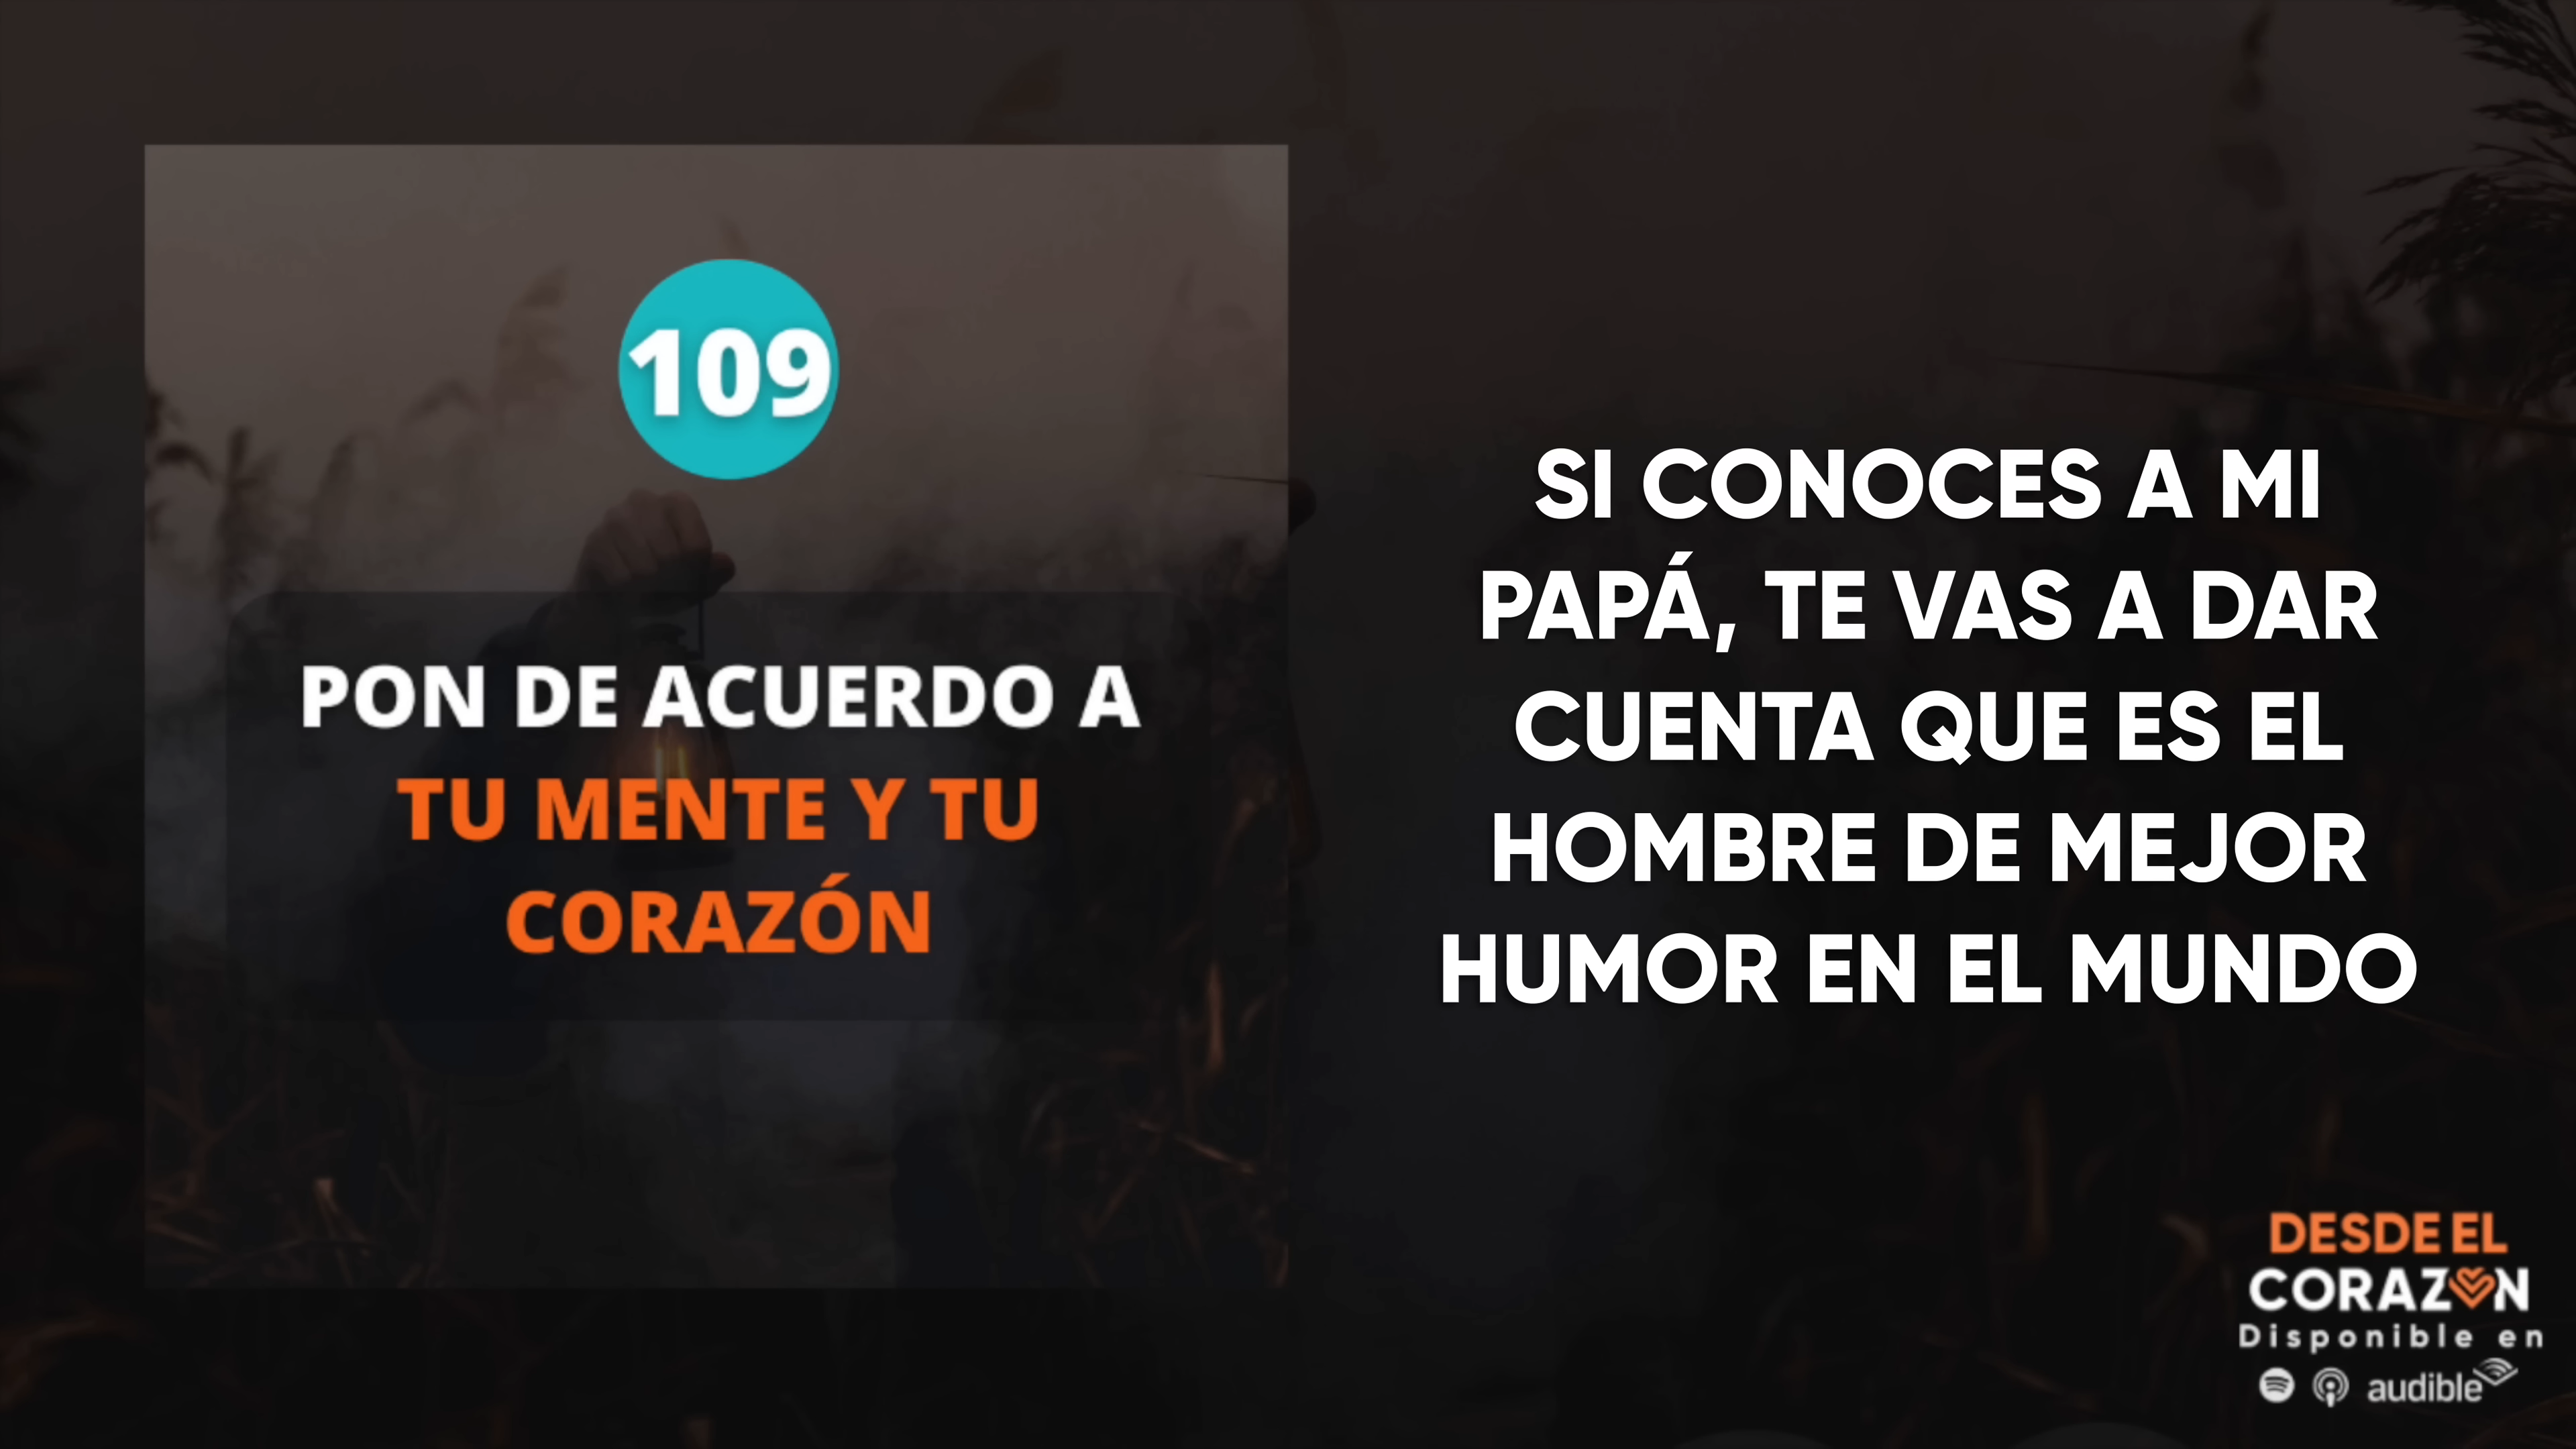 109
PON DE ACUERDO A
TU MENTE Y TU
CORAZÓN
SI CONOCES A MI
PAPÁ, TE VAS A DAR
CUENTA QUE ES EL
HOMBRE DE MEJOR
HUMOR EN EL MUNDO
DESDE EL
CORAZÓN
Disponible en
audible